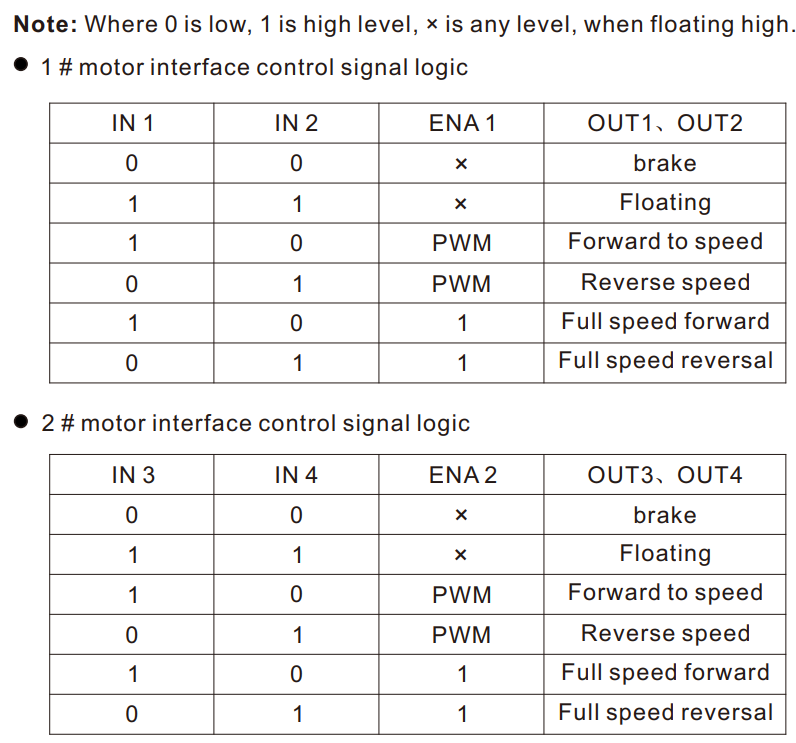 Note: Where 0 is low, 1 is high level, × is any level, when floating high.
● 1 # motor interface control signal logic
IN 1 IN 2 ENA 1 OUT1、OUT2
0 0 × brake
1 1 × Floating
1 0 PWM Forward to speed
0 1 PWM Reverse speed
1 0 1 Full speed forward
0 1 1 Full speed reversal
● 2 # motor interface control signal logic
IN 3 IN 4 ENA 2 OUT3、OUT4
0 0 × brake
1 1 × Floating
1 0 PWM Forward to speed
0 1 PWM Reverse speed
1 0 1 Full speed forward
0 1 1 Full speed reversal